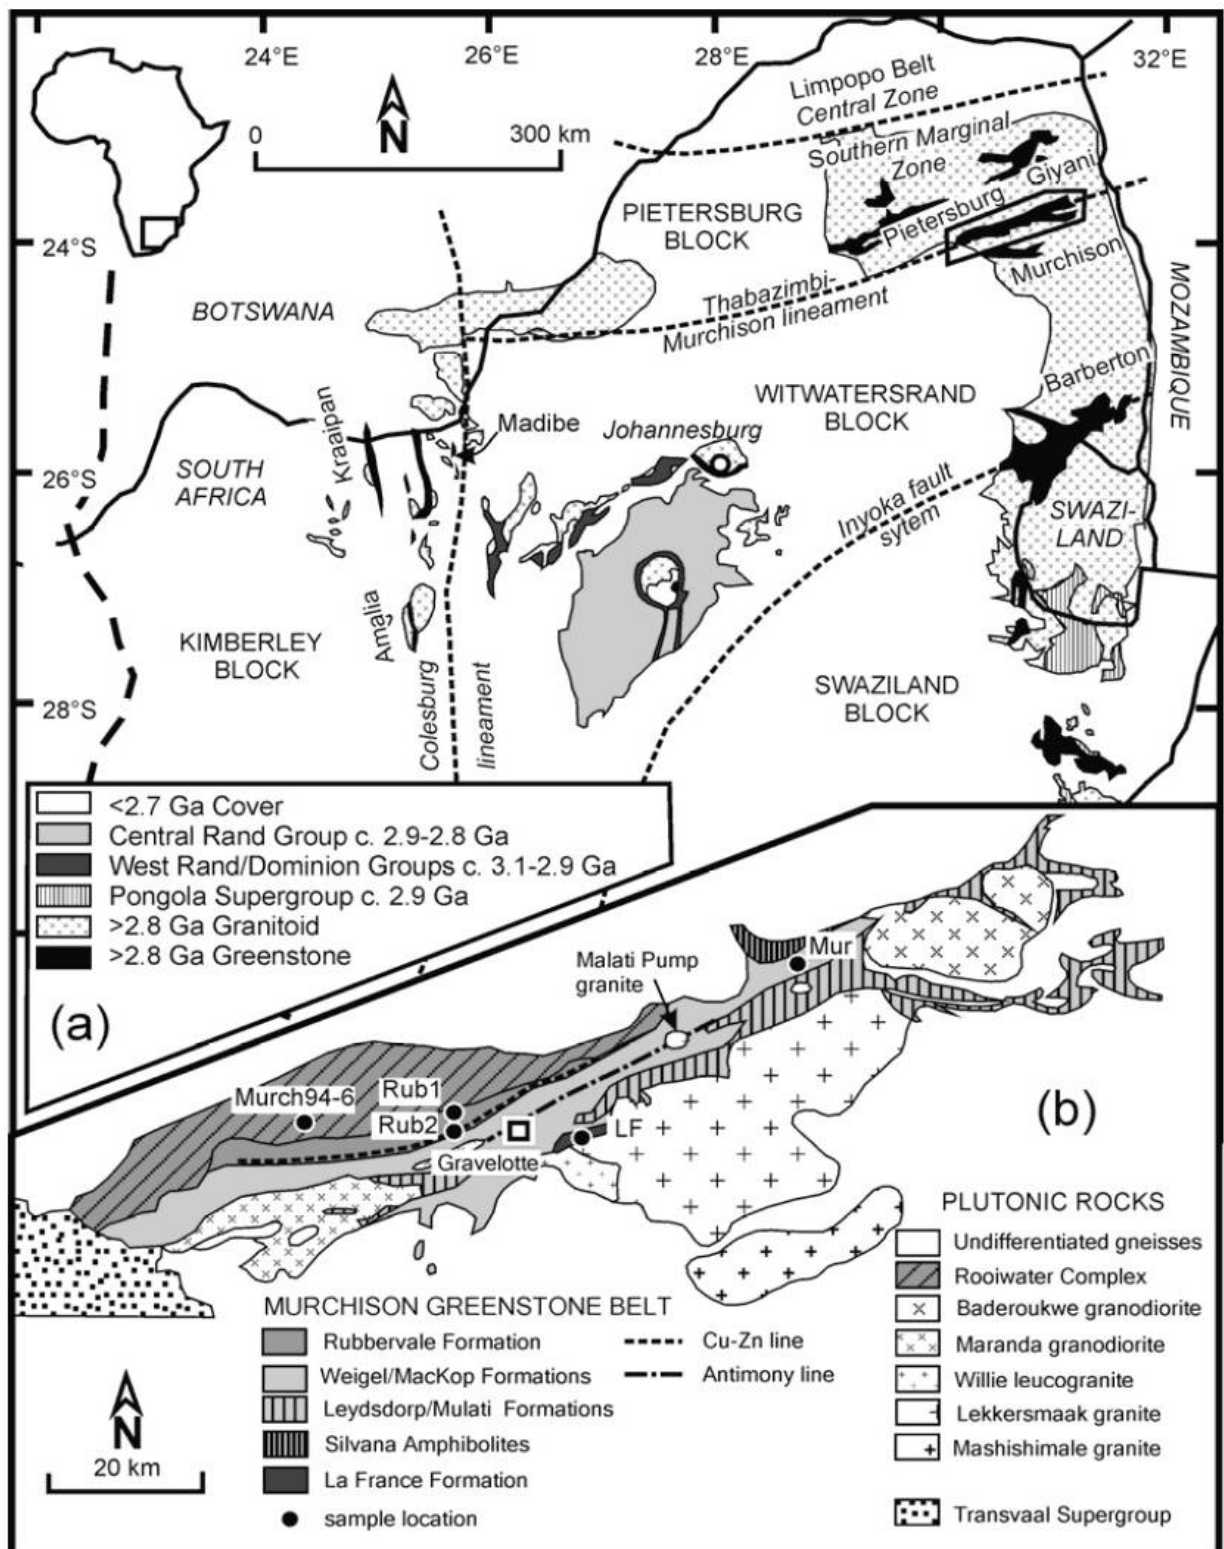 24°E
26°E
28°E
32°E
0
300 km
N
Limpopo Belt
Central Zone
Southern Marginal
Zone
Giyani
Pietersburg
PIETERSBURG
BLOCK
24°S
Murchison
BOTSWANA
Thabazimbi-
Murchison lineament
MOZAMBIQUE
Barberton
WITWATERSRAND
BLOCK
Kraaipan
Madibe
Johannesburg
SOUTH
AFRICA
26°S
Inyoka fault
sytem
SWAZI-
LAND
Amalia
KIMBERLEY
BLOCK
Colesburg
lineament
SWAZILAND
BLOCK
28°S
<2.7 Ga Cover
Central Rand Group c. 2.9-2.8 Ga
West Rand/Dominion Groups c. 3.1-2.9 Ga
Pongola Supergroup c. 2.9 Ga
>2.8 Ga Granitoid
>2.8 Ga Greenstone
(a)
Malati Pump
granite
Mur
Murch94-6
Rub1
Rub2
LF
Gravelotte
(b)
MURCHISON GREENSTONE BELT
Rubbervale Formation
Weigel/MacKop Formations
Leydsdorp/Mulati Formations
Silvana Amphibolites
La France Formation
sample location
Cu-Zn line
Antimony line
PLUTONIC ROCKS
Undifferentiated gneisses
Rooiwater Complex
Baderoukwe granodiorite
Maranda granodiorite
Willie leucogranite
Lekkersmaak granite
Mashishimale granite
Transvaal Supergroup
N
20 km